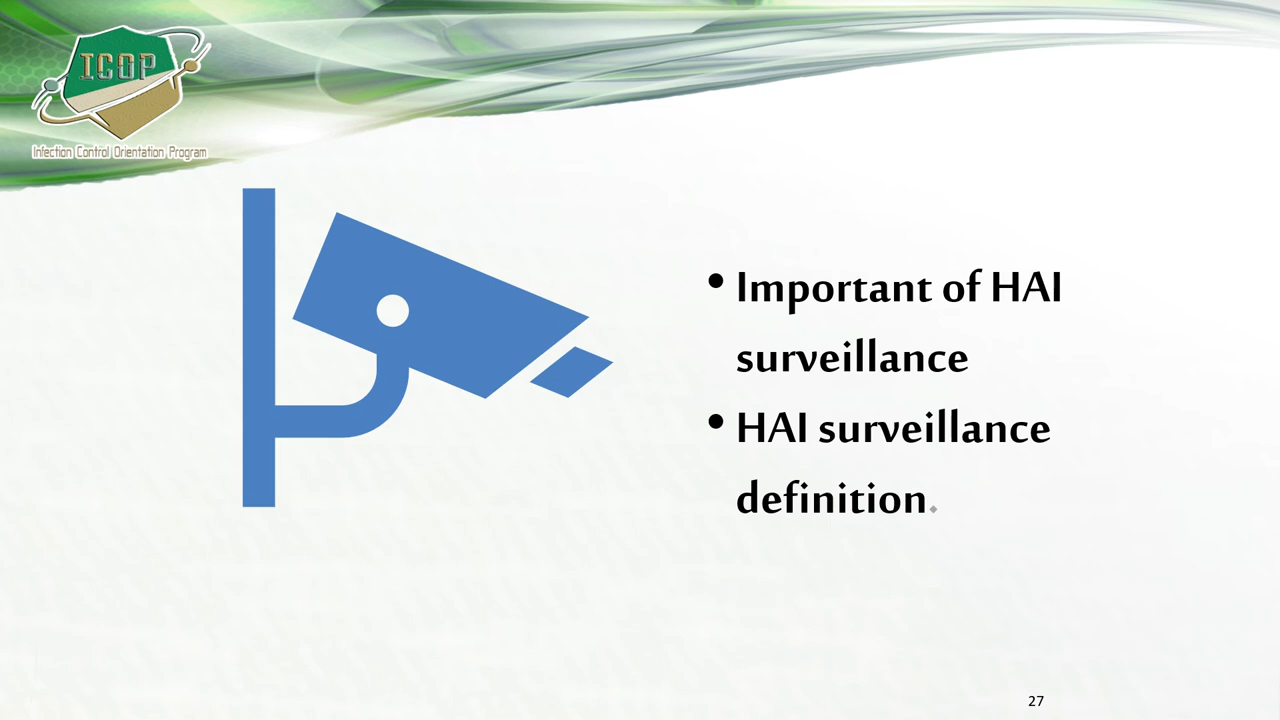 ICOP
Infection Control Orientation Program
• Important of HAI
surveillance
• HAI surveillance
definition.
27